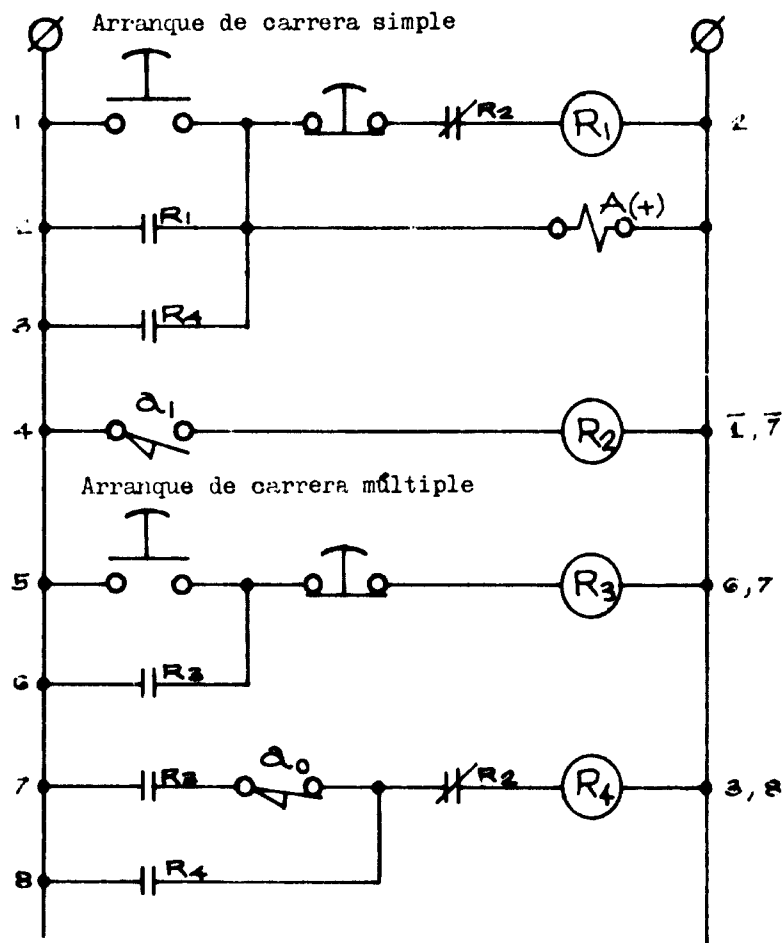 Arranque de carrera simple
1 R2 R1 2
2 R1 A(+)
3 R4
4 a1 R2 1̅, 7̅
Arranque de carrera múltiple
5 R3 6,7
6 R3
7 R3 a0 R2 R4 3,8
8 R4